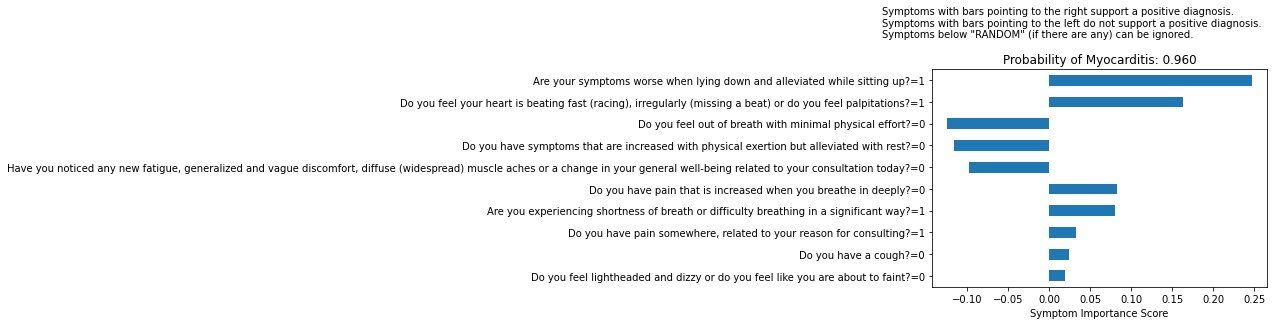 Symptoms with bars pointing to the right support a positive diagnosis.
Symptoms with bars pointing to the left do not support a positive diagnosis.
Symptoms below "RANDOM" (if there are any) can be ignored.
Probability of Myocarditis: 0.960
Are your symptoms worse when lying down and alleviated while sitting up?=1
Do you feel your heart is beating fast (racing), irregularly (missing a beat) or do you feel palpitations?=1
Do you feel out of breath with minimal physical effort?=0
Do you have symptoms that are increased with physical exertion but alleviated with rest?=0
Have you noticed any new fatigue, generalized and vague discomfort, diffuse (widespread) muscle aches or a change in your general well-being related to your consultation today?=0
Do you have pain that is increased when you breathe in deeply?=0
Are you experiencing shortness of breath or difficulty breathing in a significant way?=1
Do you have pain somewhere, related to your reason for consulting?=1
Do you have a cough?=0
Do you feel lightheaded and dizzy or do you feel like you are about to faint?=0
−0.10 −0.05 0.00 0.05 0.10 0.15 0.20 0.25
Symptom Importance Score